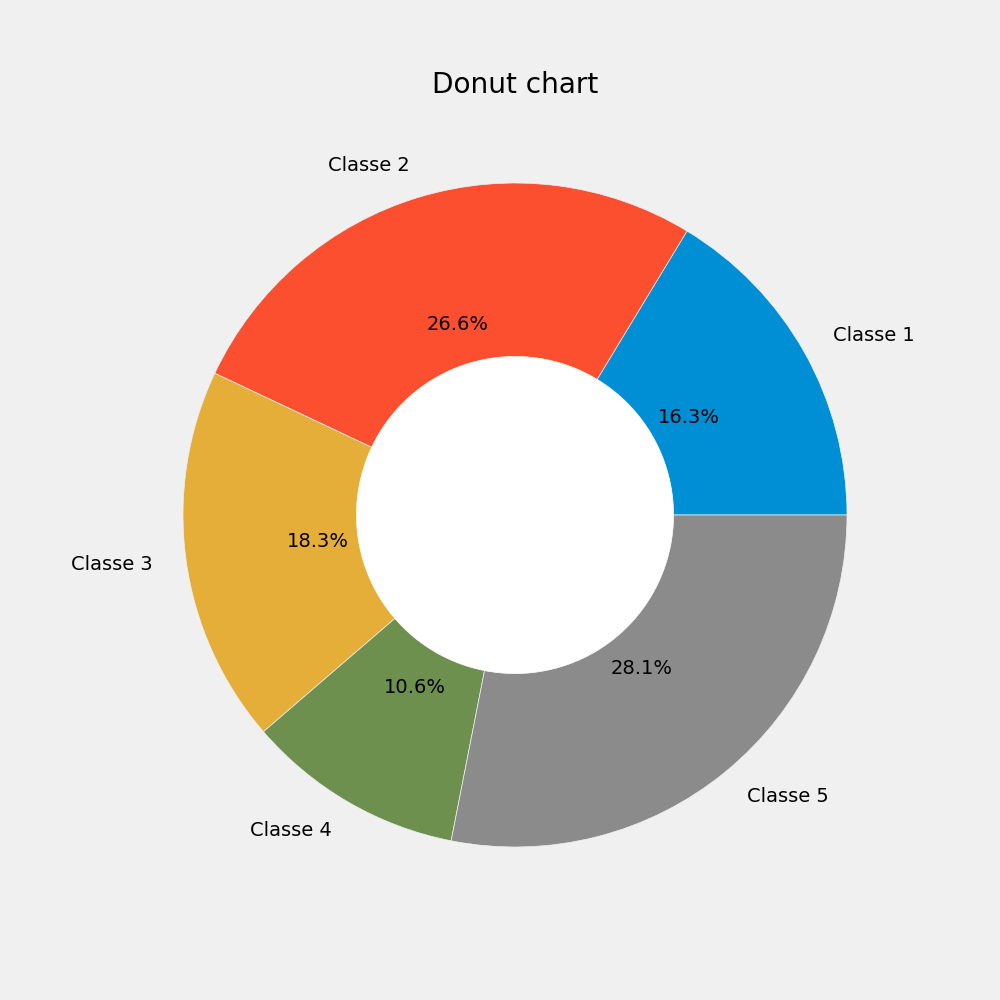 Donut chart
Classe 2
Classe 1
26.6%
16.3%
18.3%
Classe 3
28.1%
10.6%
Classe 5
Classe 4